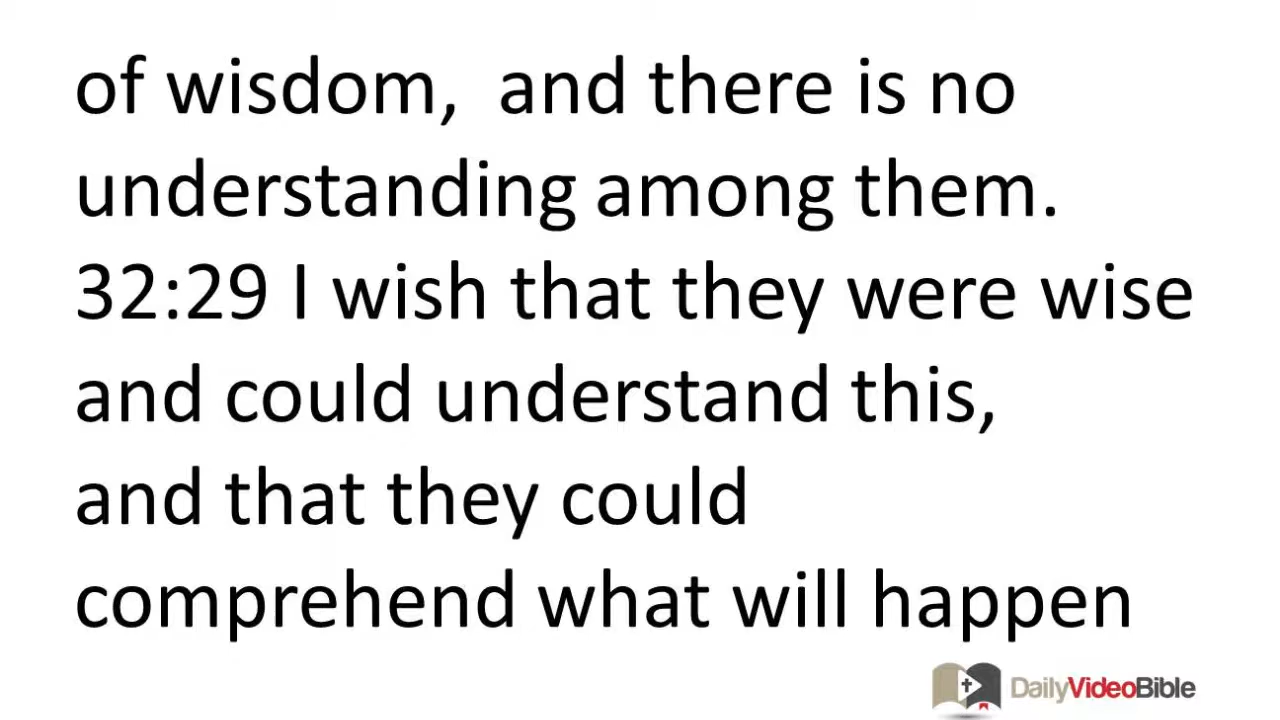 of wisdom,  and there is no
understanding among them.
32:29 I wish that they were wise
and could understand this,
and that they could
comprehend what will happen
DailyVideoBible